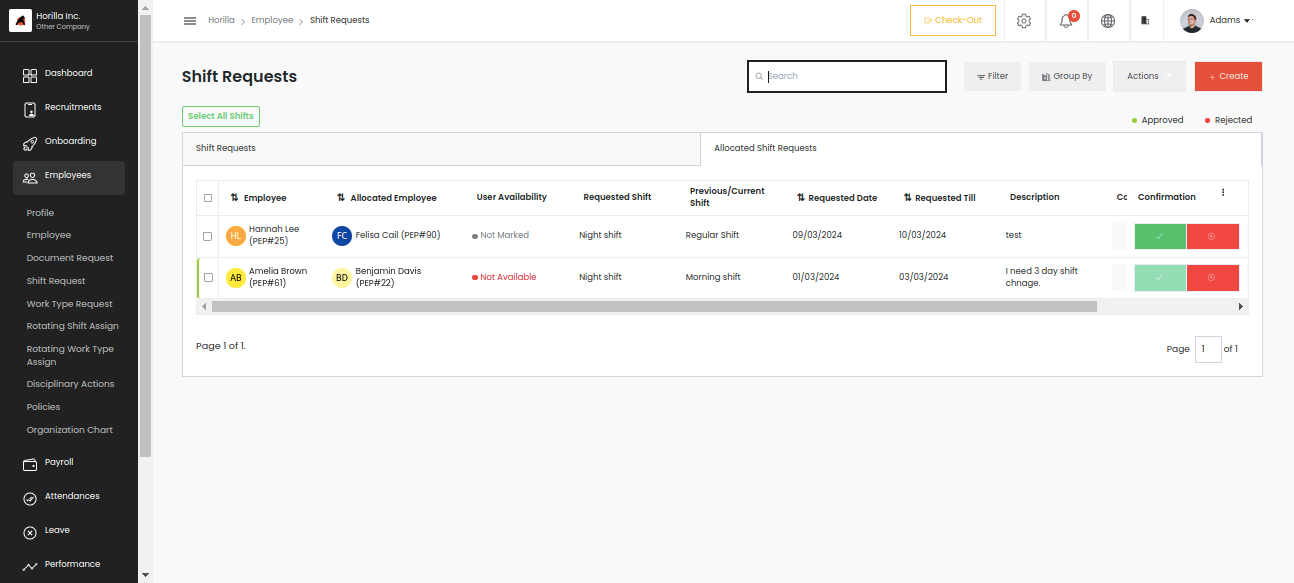 Horilla Inc.
Other Company
Dashboard
Recruitments
Onboarding
Employees
Profile
Employee
Document Request
Shift Request
Work Type Request
Rotating Shift Assign
Rotating Work Type
Assign
Disciplinary Actions
Policies
Organization Chart
Payroll
Attendances
Leave
Performance
Horilla > Employee > Shift Requests
Check-Out
0
Adams
Shift Requests
Search
Filter
Group By
Actions
+ Create
Select All Shifts
Approved
Rejected
Shift Requests
Allocated Shift Requests
Employee
Allocated Employee
User Availability
Requested Shift
Previous/Current
Shift
Requested Date
Requested Till
Description
Co
Confirmation
HL
Hannah Lee
(PEP#25)
FC
Felisa Cail (PEP#90)
Not Marked
Night shift
Regular Shift
09/03/2024
10/03/2024
test
AB
Amelia Brown
(PEP#61)
BD
Benjamin Davis
(PEP#22)
Not Available
Night shift
Morning shift
01/03/2024
03/03/2024
I need 3 day shift
chnage.
Page 1 of 1.
Page 1 of 1